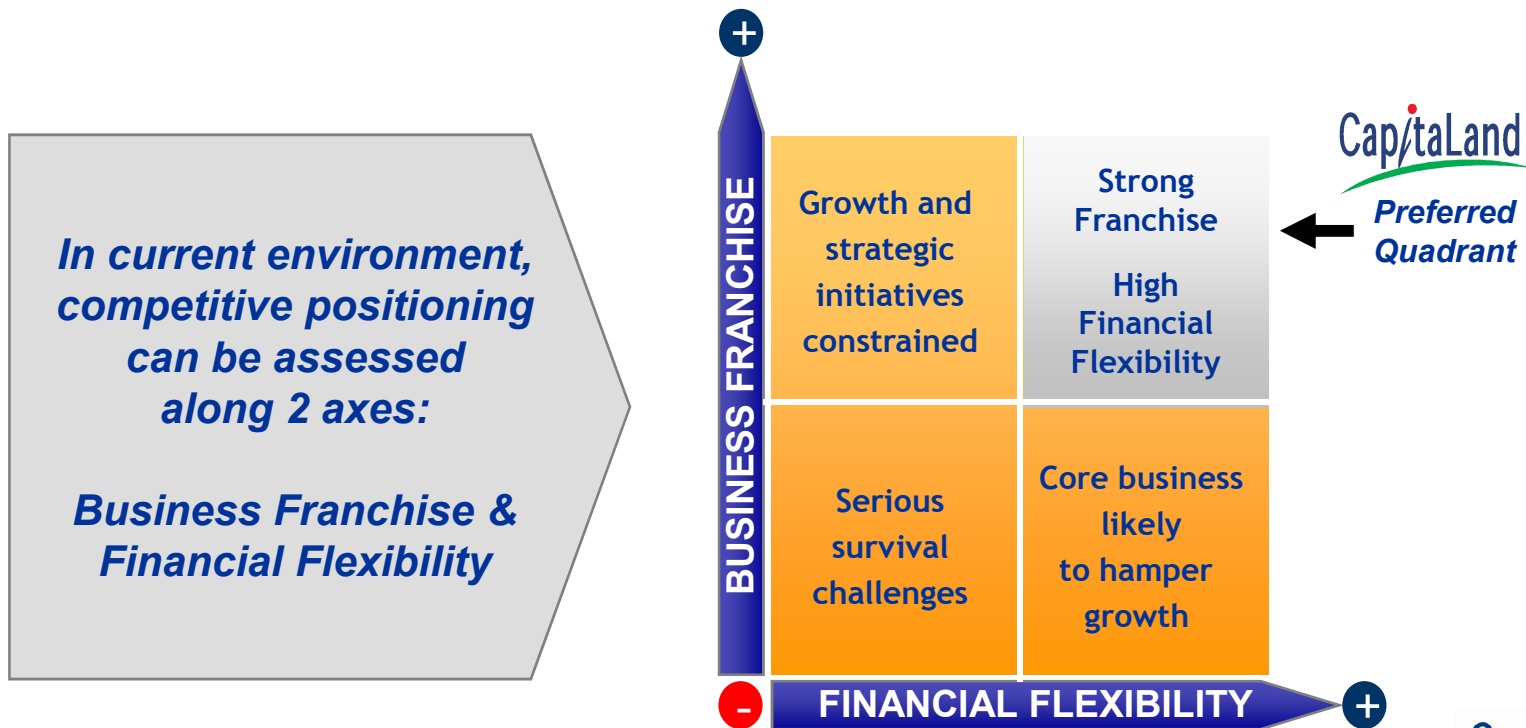 In current environment,
competitive positioning
can be assessed
along 2 axes:
Business Franchise &
Financial Flexibility
+
BUSINESS FRANCHISE
Growth and
strategic
initiatives
constrained
Strong
Franchise
High
Financial
Flexibility
CapitaLand
Preferred
Quadrant
Serious
survival
challenges
Core business
likely
to hamper
growth
-
FINANCIAL FLEXIBILITY
+